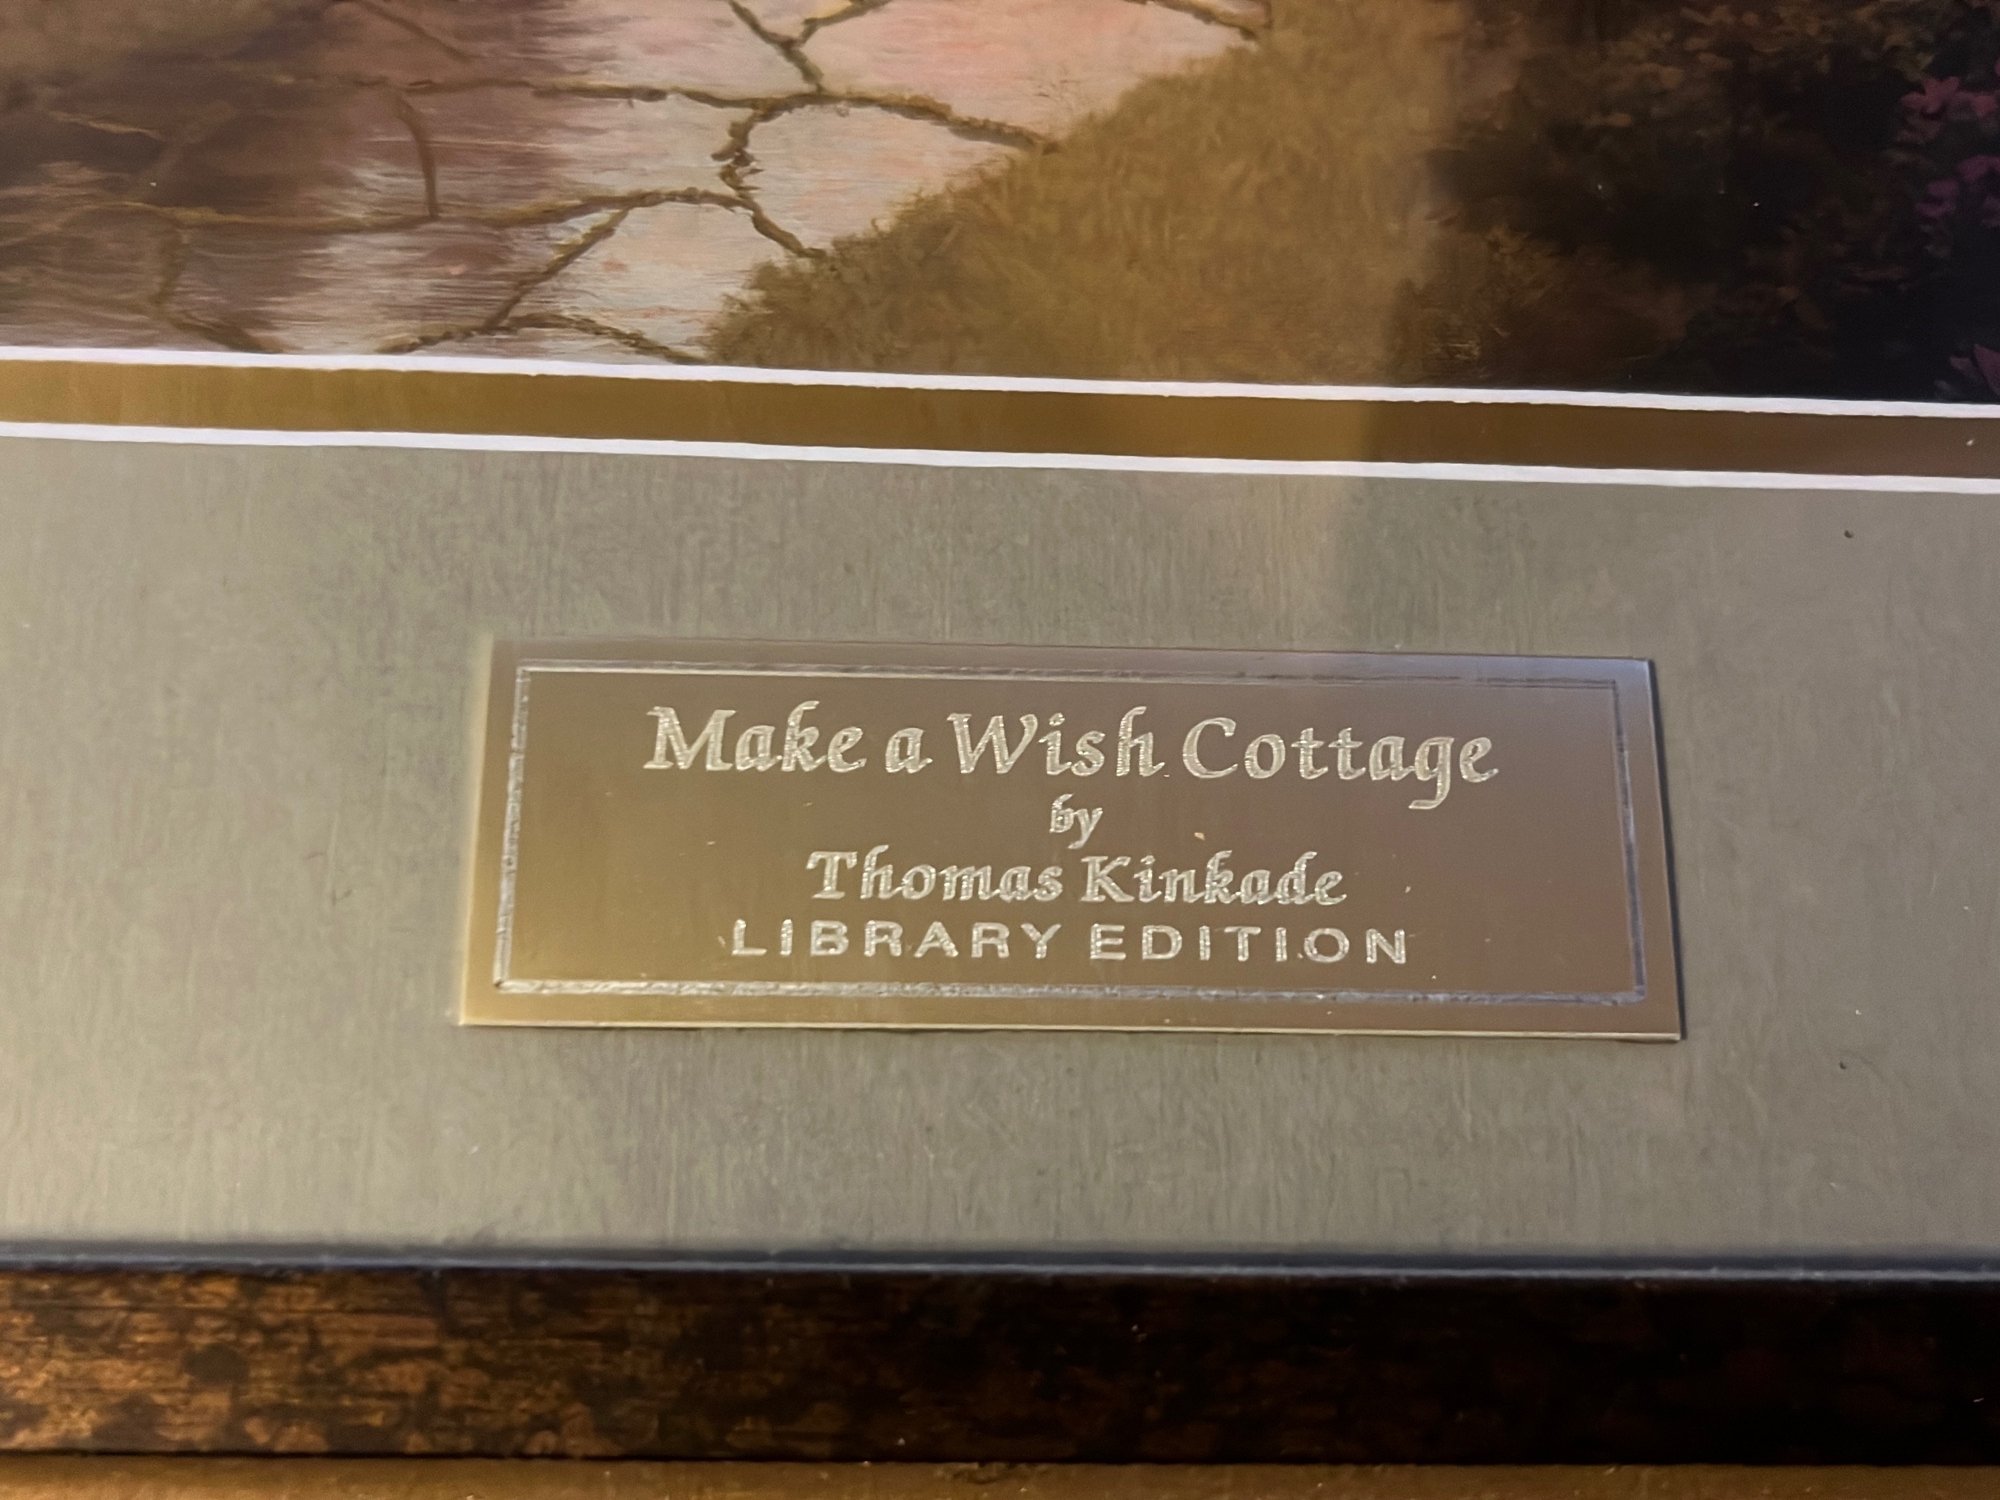 Make a Wish Cottage
by
Thomas Kinkade
LIBRARY EDITION